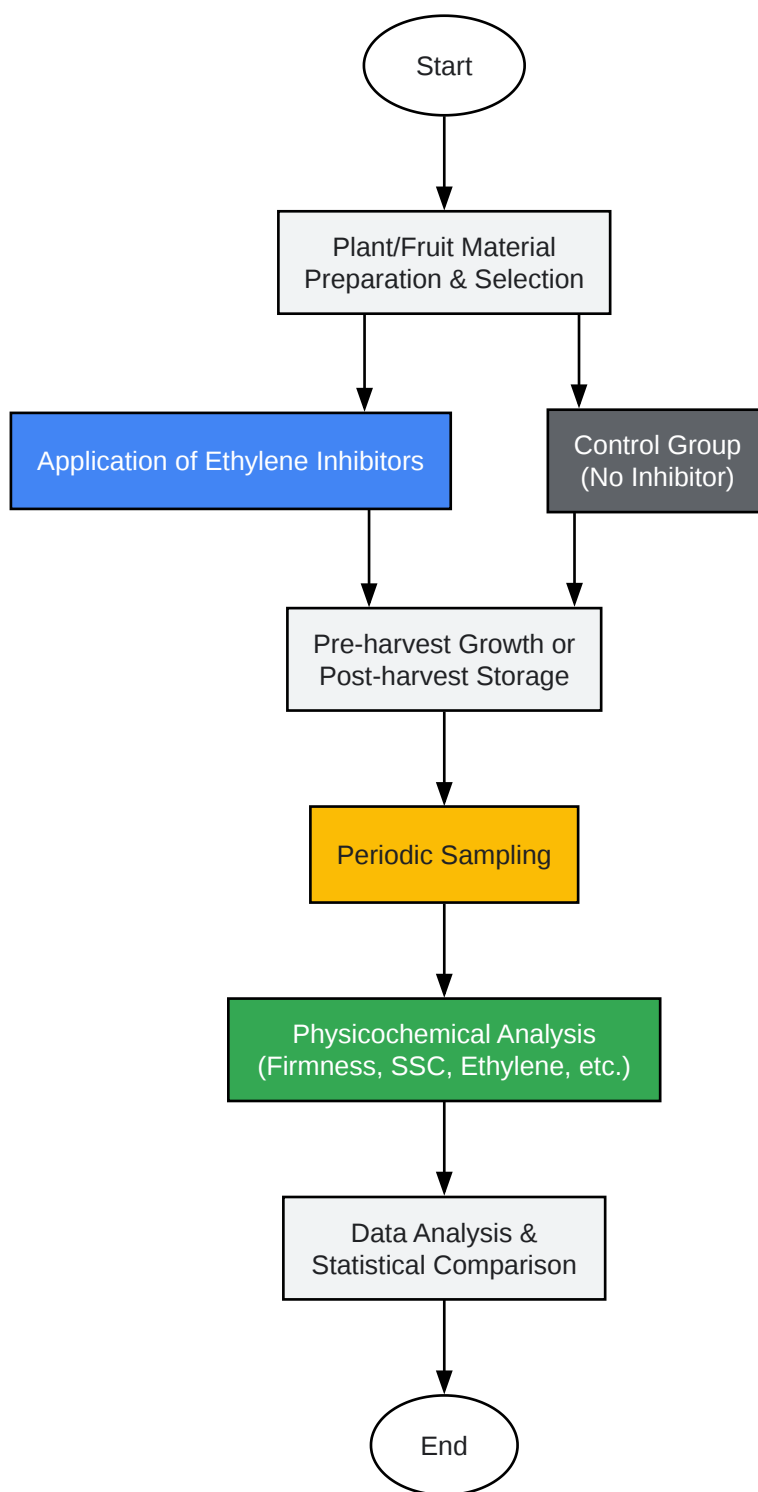 Start
Plant/Fruit Material
Preparation & Selection
Application of Ethylene Inhibitors
Control Group
(No Inhibitor)
Pre-harvest Growth or
Post-harvest Storage
Periodic Sampling
Physicochemical Analysis
(Firmness, SSC, Ethylene, etc.)
Data Analysis &
Statistical Comparison
End